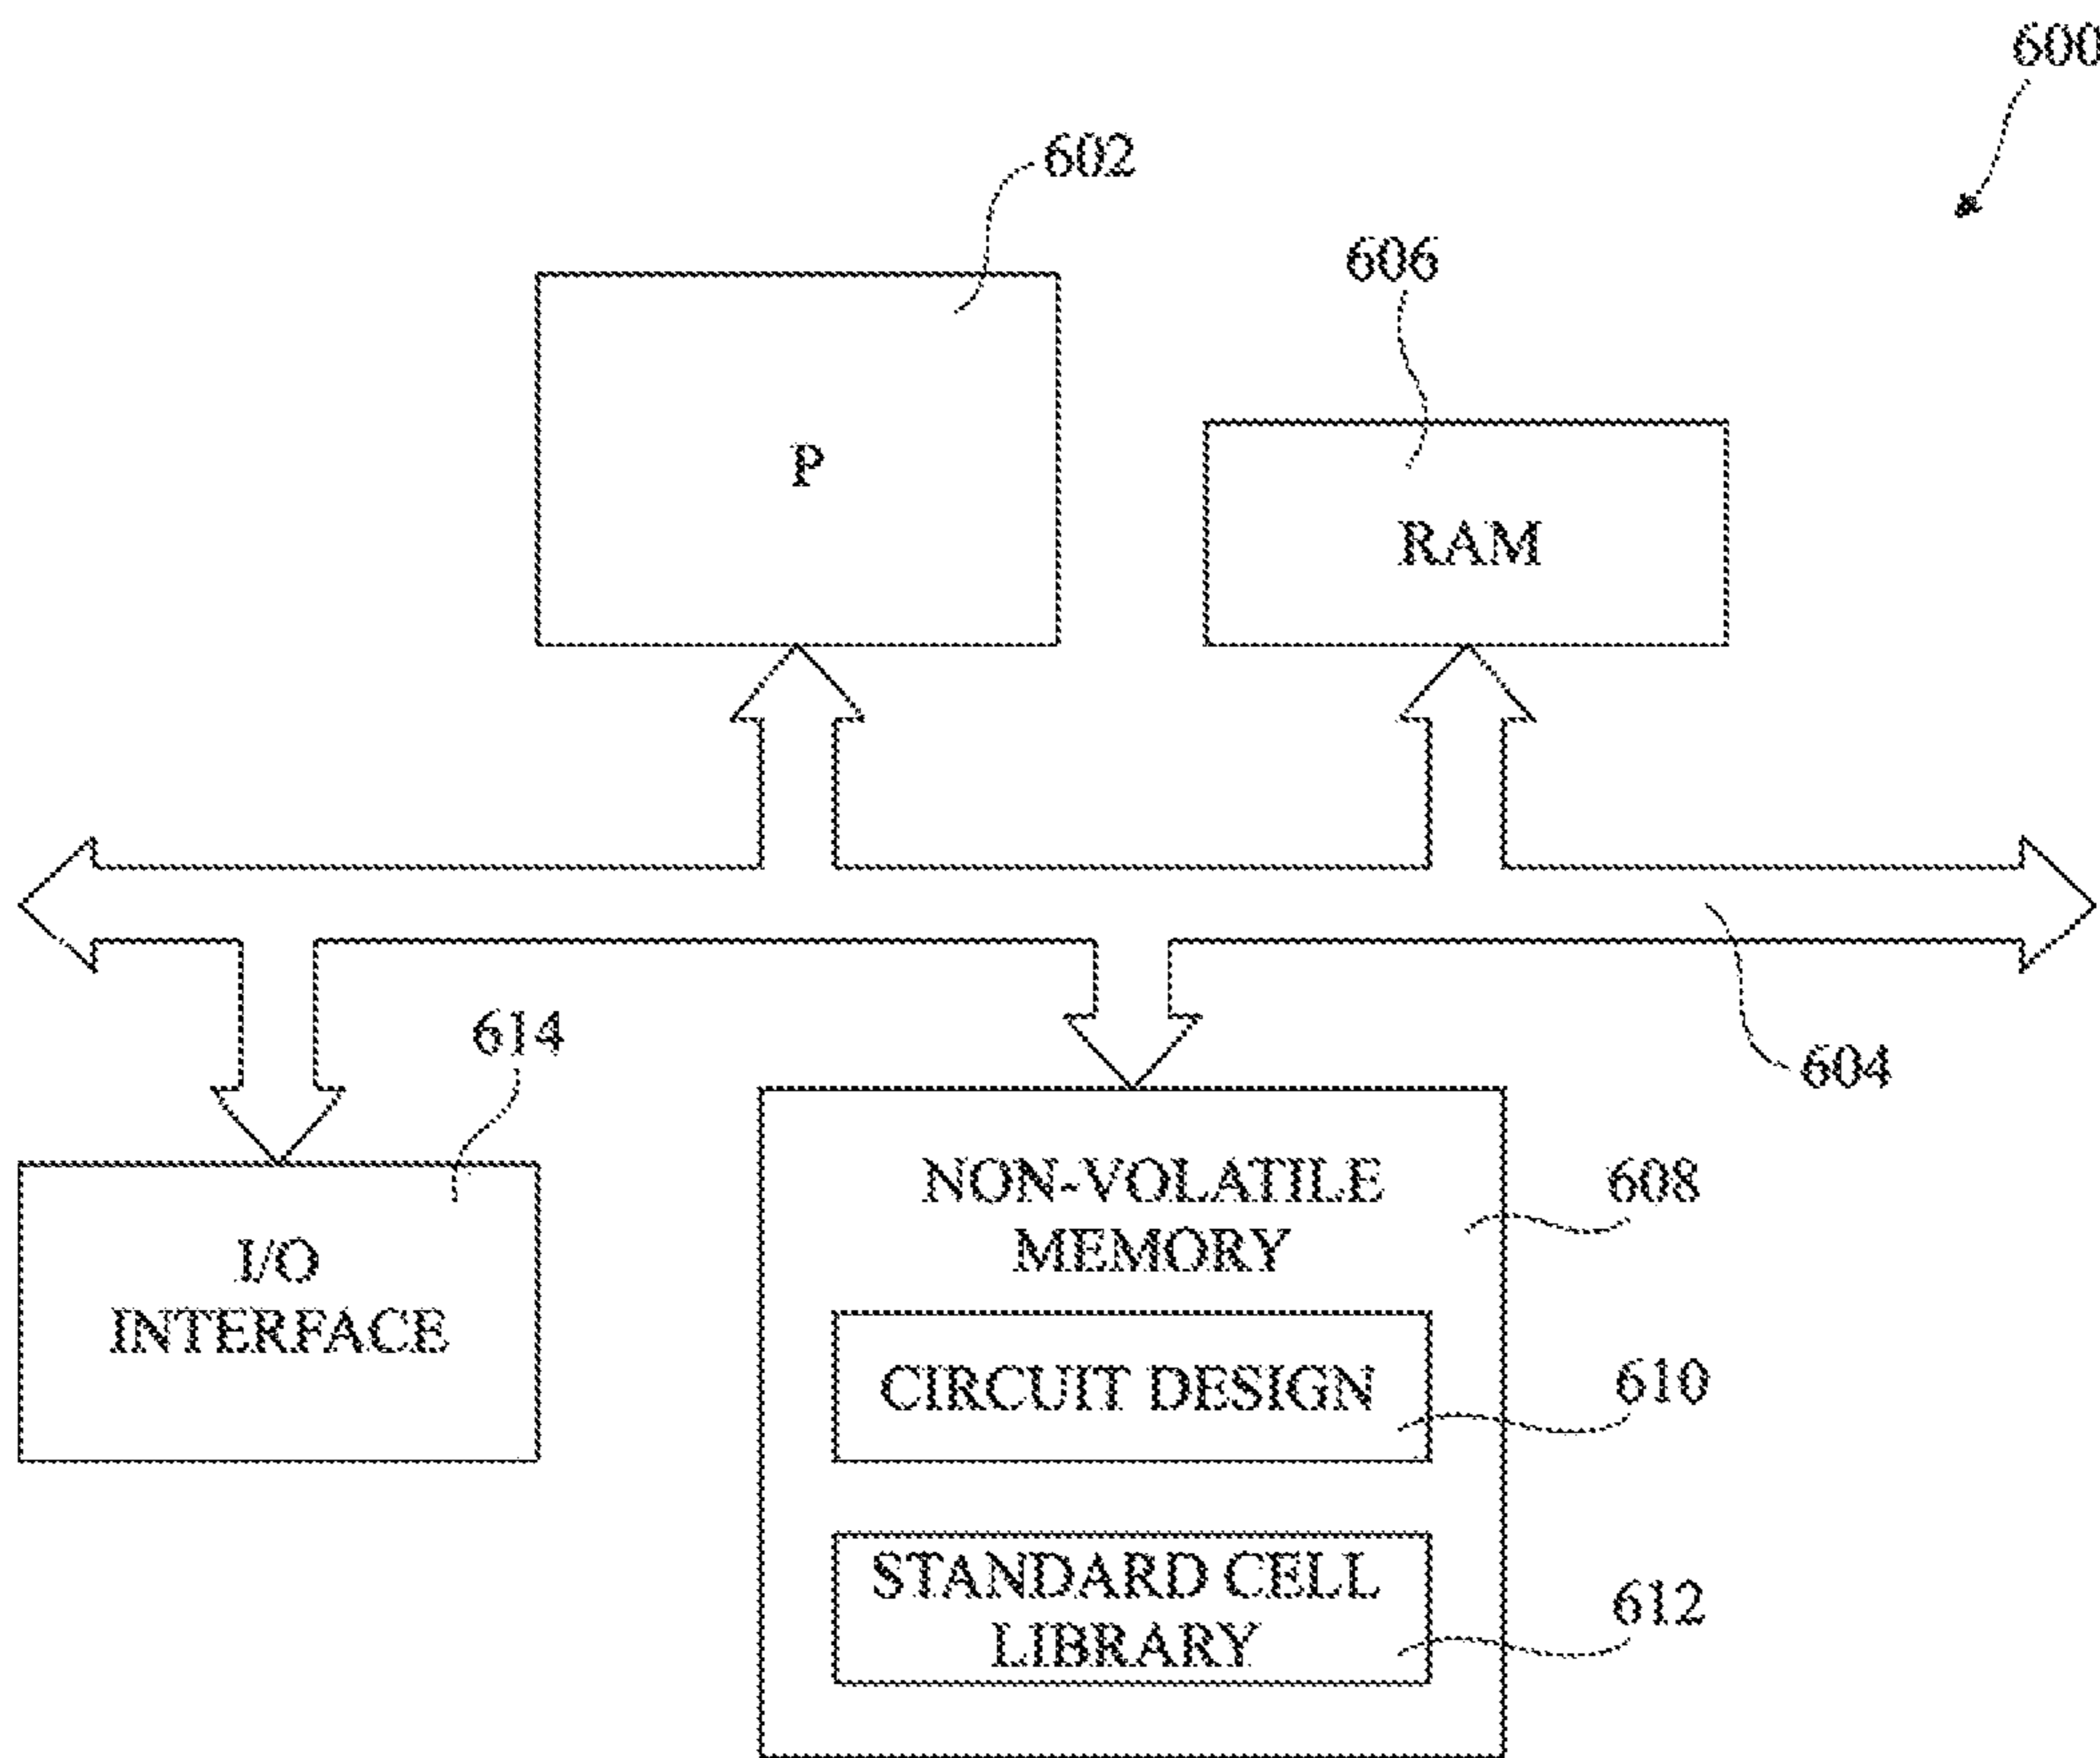 600
602
606
P
RAM
614
604
NON-VOLATILE
MEMORY
608
I/O
INTERFACE
CIRCUIT DESIGN
610
STANDARD CELL
LIBRARY
612